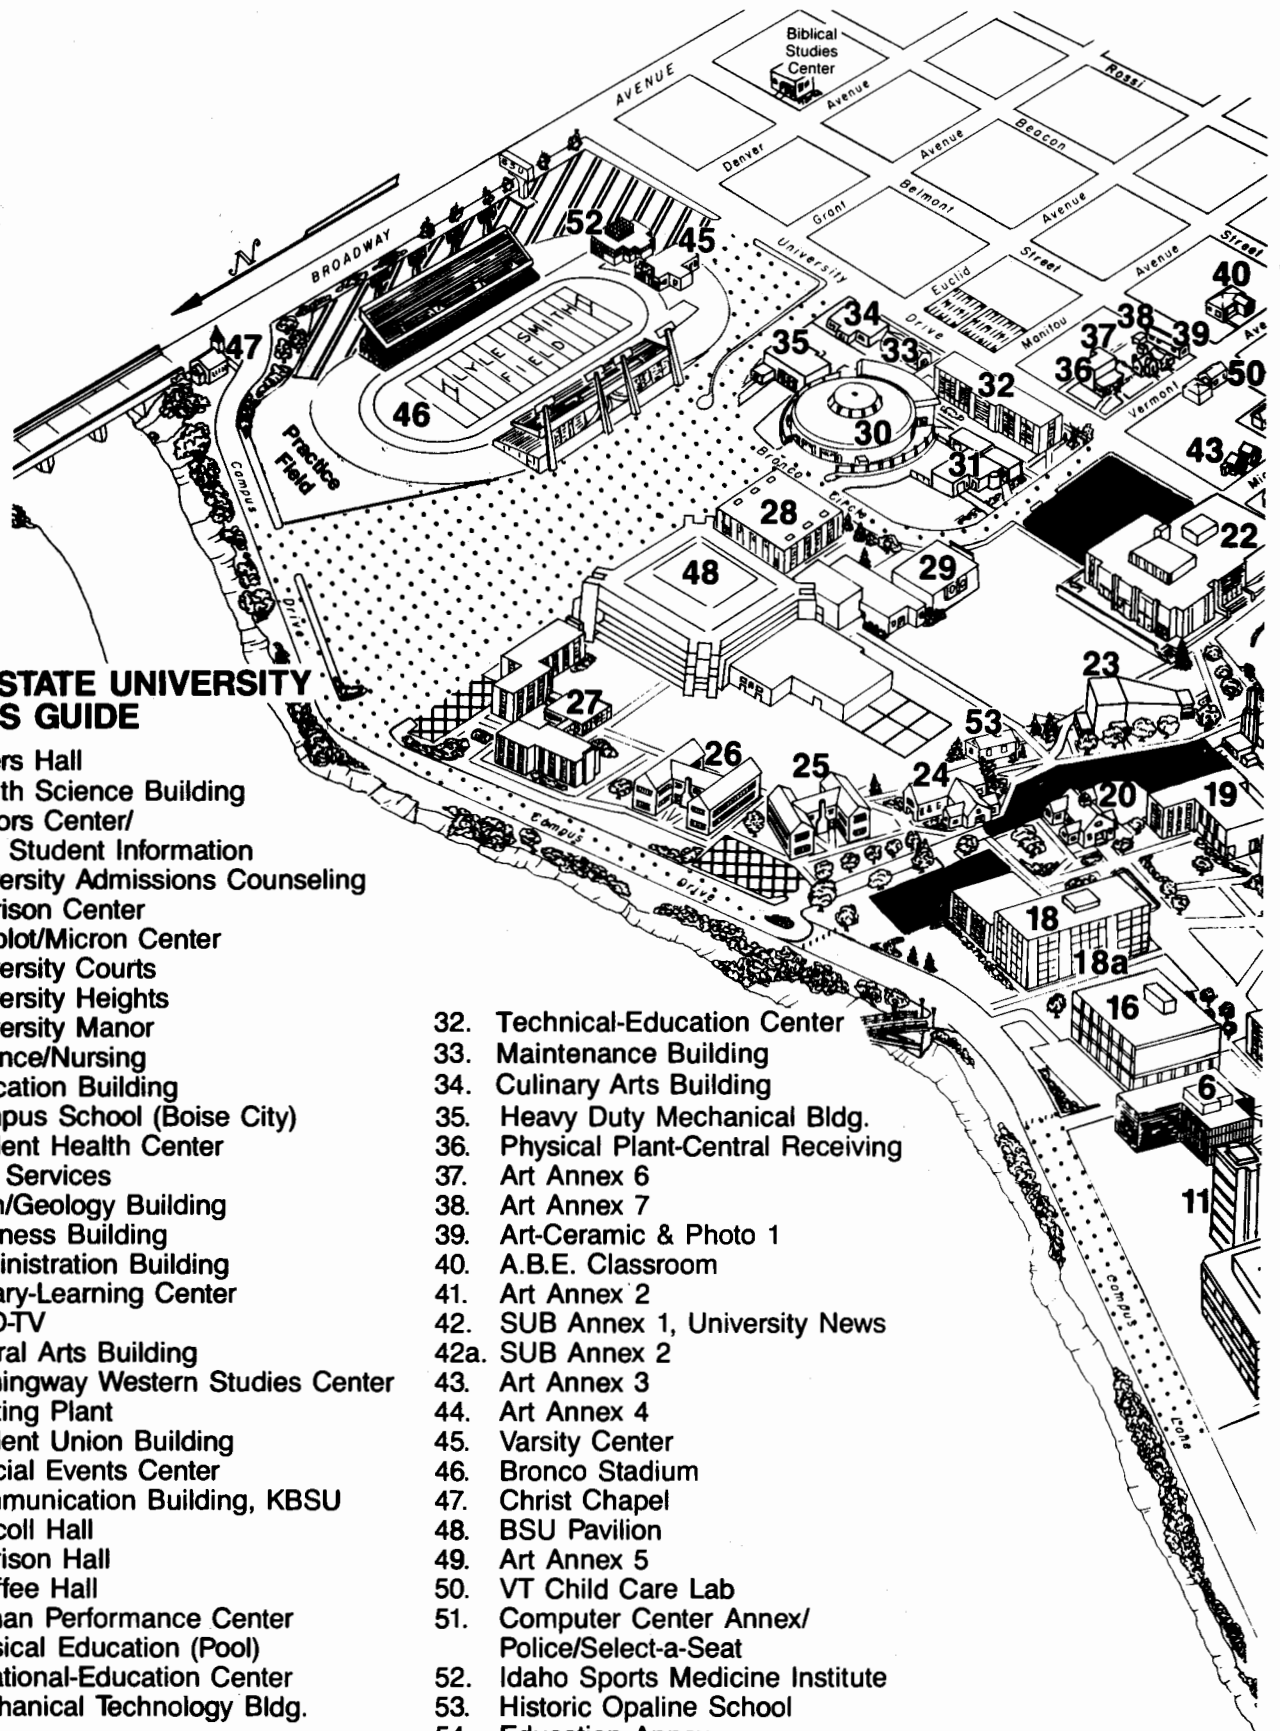 Biblical
Studies
Center
AVENUE
Rossi
Avenue
Beacon
Avenue
Denver
Belmont
Avenue
Grant
Street
University
Street
Avenue
Euclid
Drive
Manitou
Vermont
Ave
BSU
BROADWAY
N
52
45
40
47
34
33
35
38
37
39
36
50
32
LYLE SMITH
FIELD
46
30
31
43
Practice
Field
Campus
Bronco
Circle
28
22
48
29
Drive
23
27
53
26
25
24
20
19
Campus
Drive
18
18a
16
6
11
Campus
Lane
STATE UNIVERSITY
S GUIDE
ers Hall
th Science Building
ors Center/
Student Information
ersity Admissions Counseling
rison Center
plot/Micron Center
ersity Courts
ersity Heights
ersity Manor
nce/Nursing
cation Building
pus School (Boise City)
ent Health Center
Services
h/Geology Building
ness Building
inistration Building
ary-Learning Center
D-TV
ral Arts Building
ingway Western Studies Center
ting Plant
ent Union Building
cial Events Center
munication Building, KBSU
coll Hall
rison Hall
ffee Hall
an Performance Center
sical Education (Pool)
ational-Education Center
hanical Technology Bldg.
32. Technical-Education Center
33. Maintenance Building
34. Culinary Arts Building
35. Heavy Duty Mechanical Bldg.
36. Physical Plant-Central Receiving
37. Art Annex 6
38. Art Annex 7
39. Art-Ceramic & Photo 1
40. A.B.E. Classroom
41. Art Annex 2
42. SUB Annex 1, University News
42a. SUB Annex 2
43. Art Annex 3
44. Art Annex 4
45. Varsity Center
46. Bronco Stadium
47. Christ Chapel
48. BSU Pavilion
49. Art Annex 5
50. VT Child Care Lab
51. Computer Center Annex/
Police/Select-a-Seat
52. Idaho Sports Medicine Institute
53. Historic Opaline School
54. Education Annex